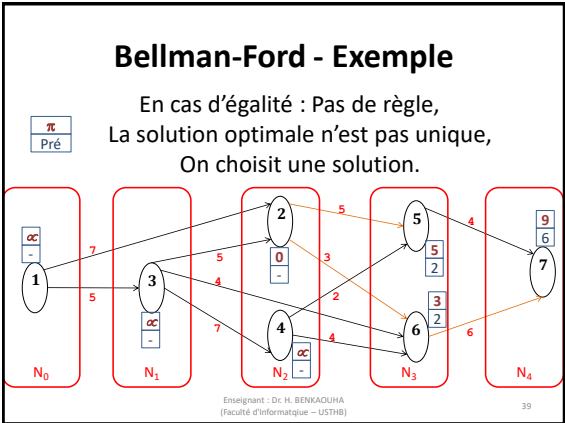 Bellman-Ford - Exemple
En cas d'égalité : Pas de règle,
La solution optimale n'est pas unique,
On choisit une solution.
π
Pré
∝
-
1
7
5
3
∝
-
5
4
7
2
0
-
4
∝
-
5
3
2
4
5
5
2
6
3
2
4
6
7
9
6
N₀
N₁
N₂
N₃
N₄
Enseignant : Dr. H. BENKAOUHA
(Faculté d'Informatqiue – USTHB)
39